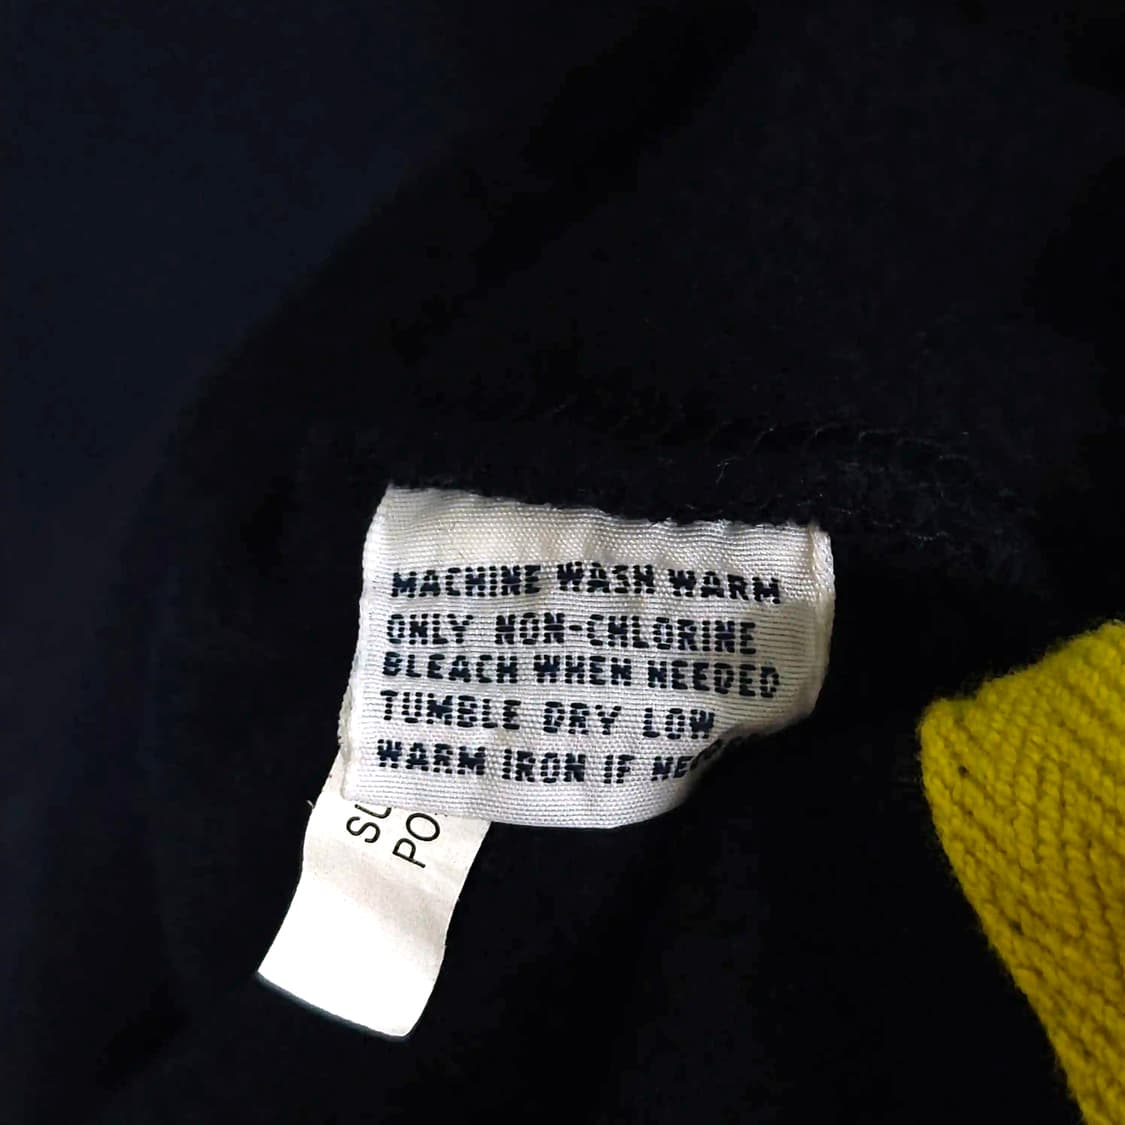 MACHINE WASH WARM
ONLY NON-CHLORINE
BLEACH WHEN NEEDED
TUMBLE DRY LOW
WARM IRON IF